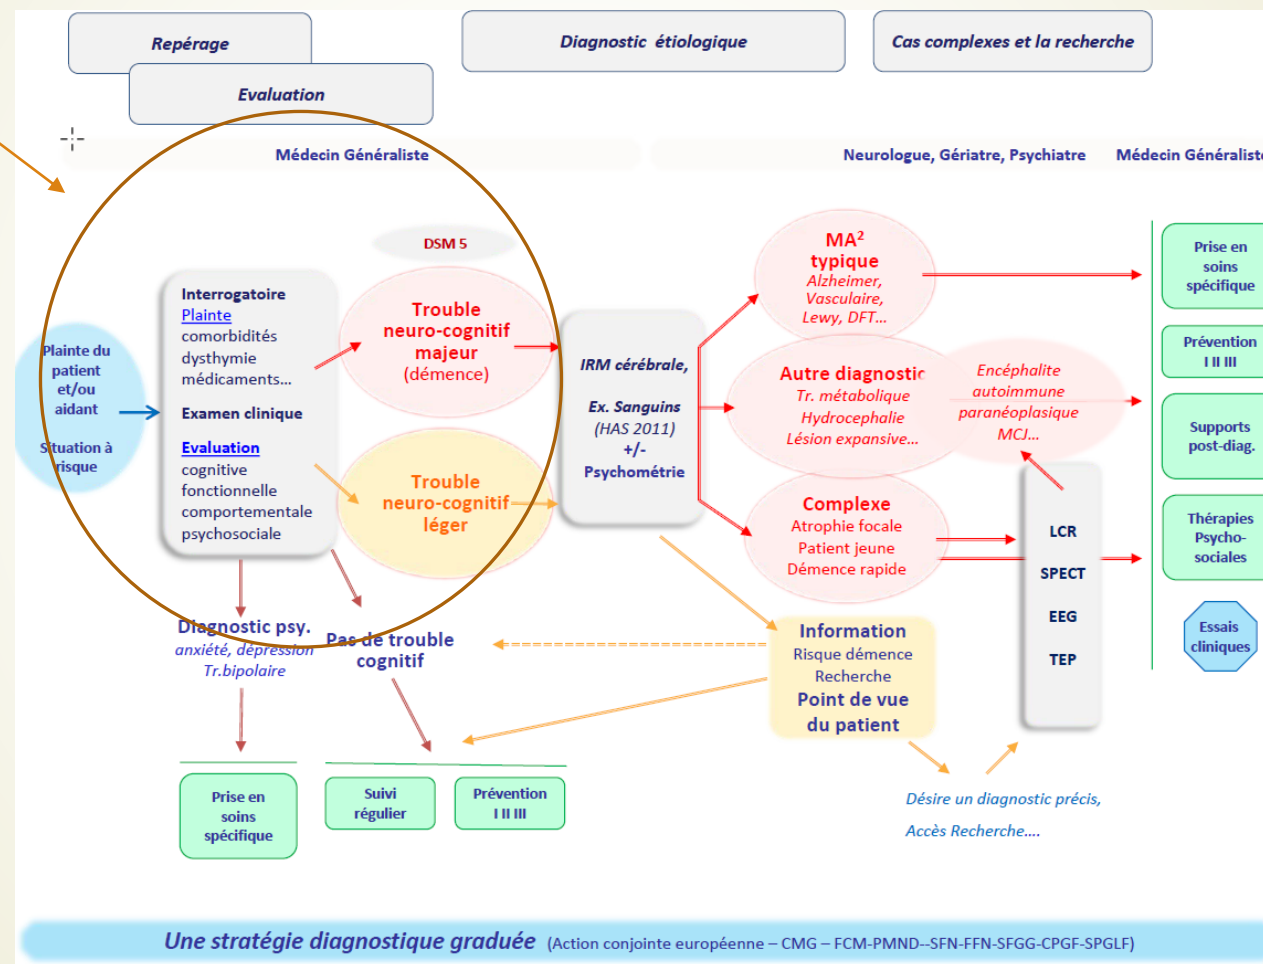 Repérage
Evaluation
Diagnostic étiologique
Cas complexes et la recherche
Médecin Généraliste
Neurologue, Gériatre, Psychiatre
Médecin Généraliste
Plainte du
patient
et/ou
aidant
Situation à
risque
Interrogatoire
Plainte
comorbidités
dysthymie
médicaments…
Examen clinique
Evaluation
cognitive
fonctionnelle
comportementale
psychosociale
DSM 5
Trouble
neuro-cognitif
majeur
(démence)
Trouble
neuro-cognitif
léger
IRM cérébrale,
Ex. Sanguins
(HAS 2011)
+/-
Psychométrie
MA²
typique
Alzheimer,
Vasculaire,
Lewy, DFT…
Autre diagnostic
Tr. métabolique
Hydrocephalie
Lésion expansive…
Encéphalite
autoimmune
paranéoplasique
MCJ…
Complexe
Atrophie focale
Patient jeune
Démence rapide
LCR
SPECT
EEG
TEP
Prise en
soins
spécifique
Prévention
I II III
Supports
post-diag.
Thérapies
Psycho-
sociales
Essais
cliniques
Diagnostic psy.
anxiété, dépression
Tr.bipolaire
Pas de trouble
cognitif
Information
Risque démence
Recherche
Point de vue
du patient
Prise en
soins
spécifique
Suivi
régulier
Prévention
I II III
Désire un diagnostic précis,
Accès Recherche….
Une stratégie diagnostique graduée (Action conjointe européenne – CMG – FCM-PMND--SFN-FFN-SFGG-CPGF-SPGLF)